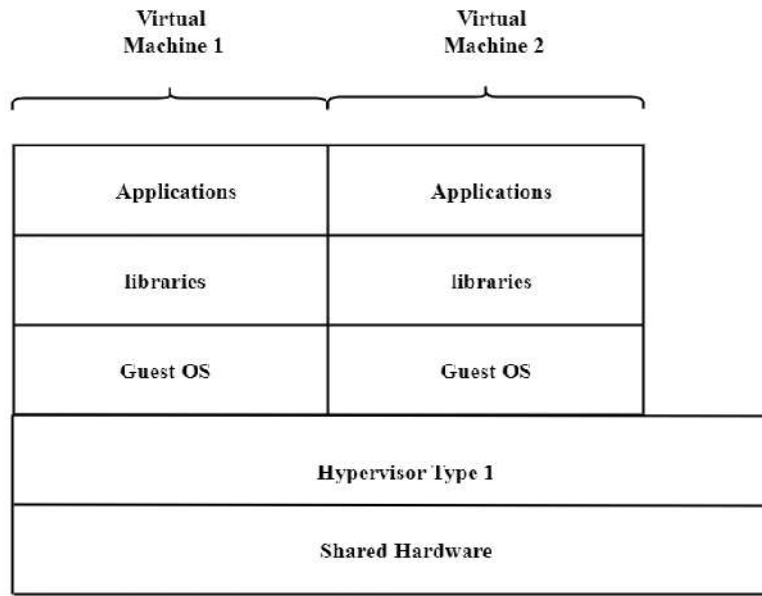 Virtual
Machine 1
Virtual
Machine 2
Applications
Applications
libraries
libraries
Guest OS
Guest OS
Hypervisor Type 1
Shared Hardware